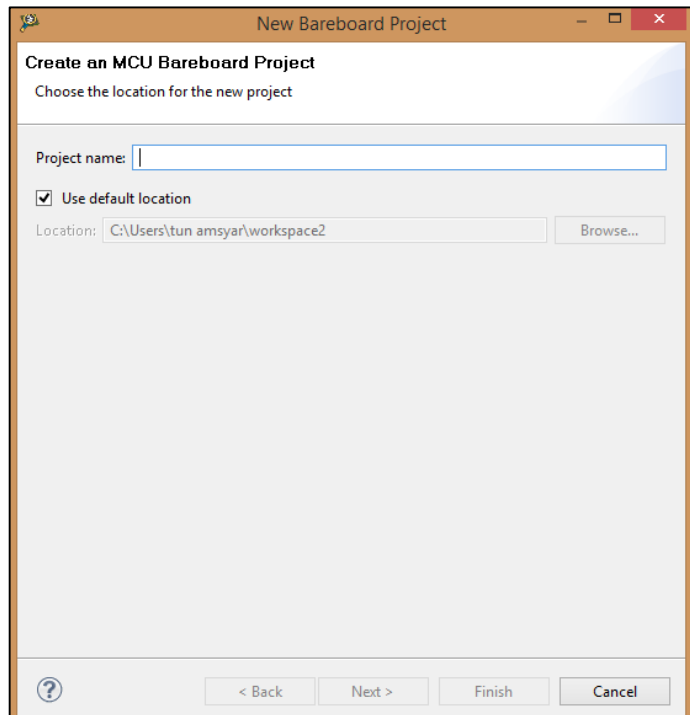 New Bareboard Project
Create an MCU Bareboard Project
Choose the location for the new project
Project name:
Use default location
Location: C:\Users\tun amsyar\workspace2 Browse...
? < Back Next > Finish Cancel